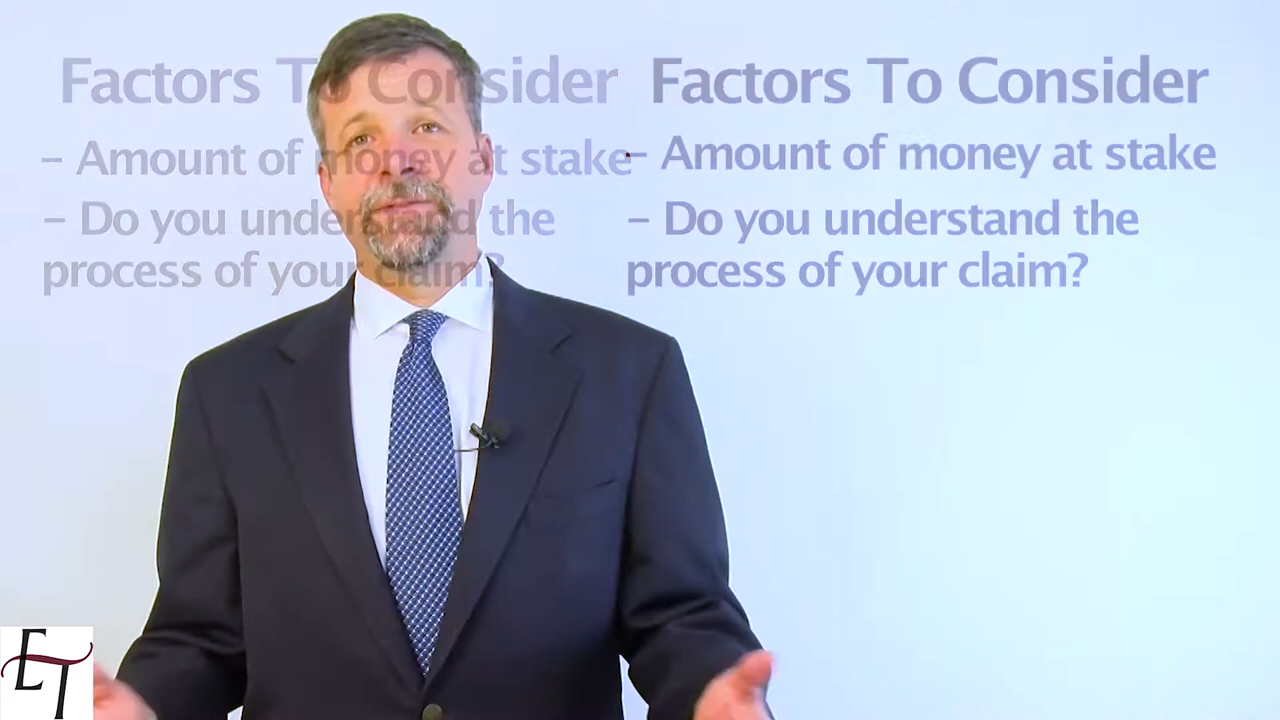 Factors To Consider
– Amount of money at stake
– Do you understand the
process of your claim?
Factors To Consider
– Amount of money at stake
– Do you understand the
process of your claim?
ET